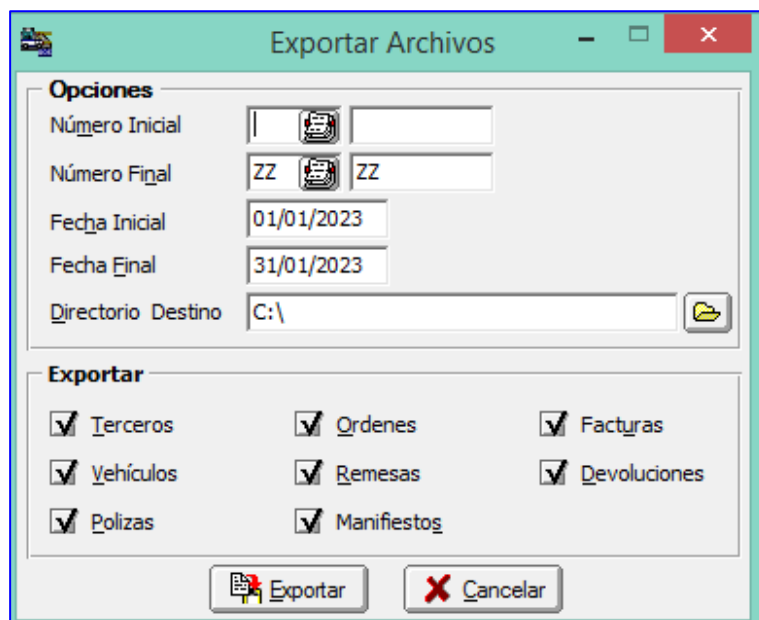 Exportar Archivos
Opciones
Número Inicial
Número Final ZZ ZZ
Fecha Inicial 01/01/2023
Fecha Final 31/01/2023
Directorio Destino C:\
Exportar
Terceros Ordenes Facturas
Vehículos Remesas Devoluciones
Polizas Manifiestos
Exportar Cancelar